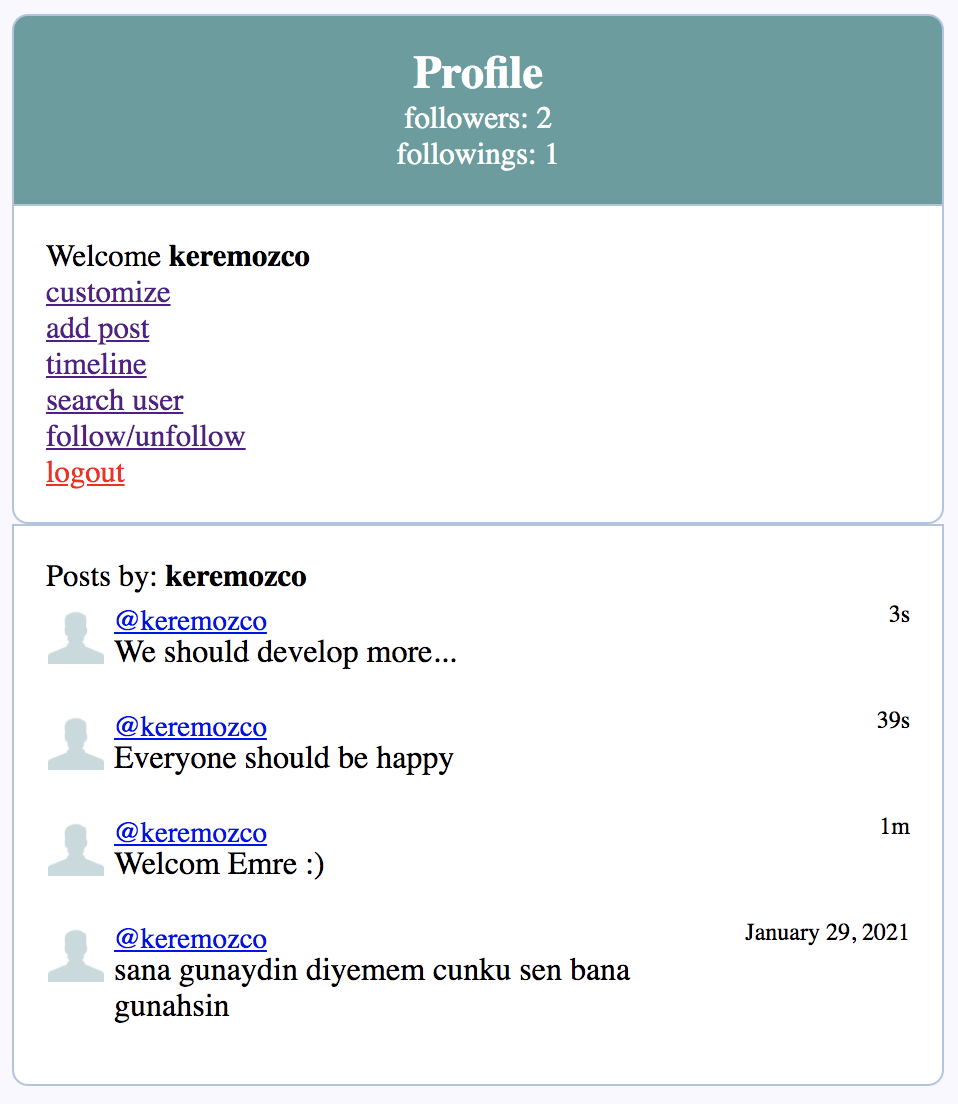 Profile
followers: 2
followings: 1
Welcome keremozco
customize
add post
timeline
search user
follow/unfollow
logout
Posts by: keremozco
@keremozco 3s
We should develop more...
@keremozco 39s
Everyone should be happy
@keremozco 1m
Welcom Emre :)
@keremozco January 29, 2021
sana gunaydin diyemem cunku sen bana
gunahsin